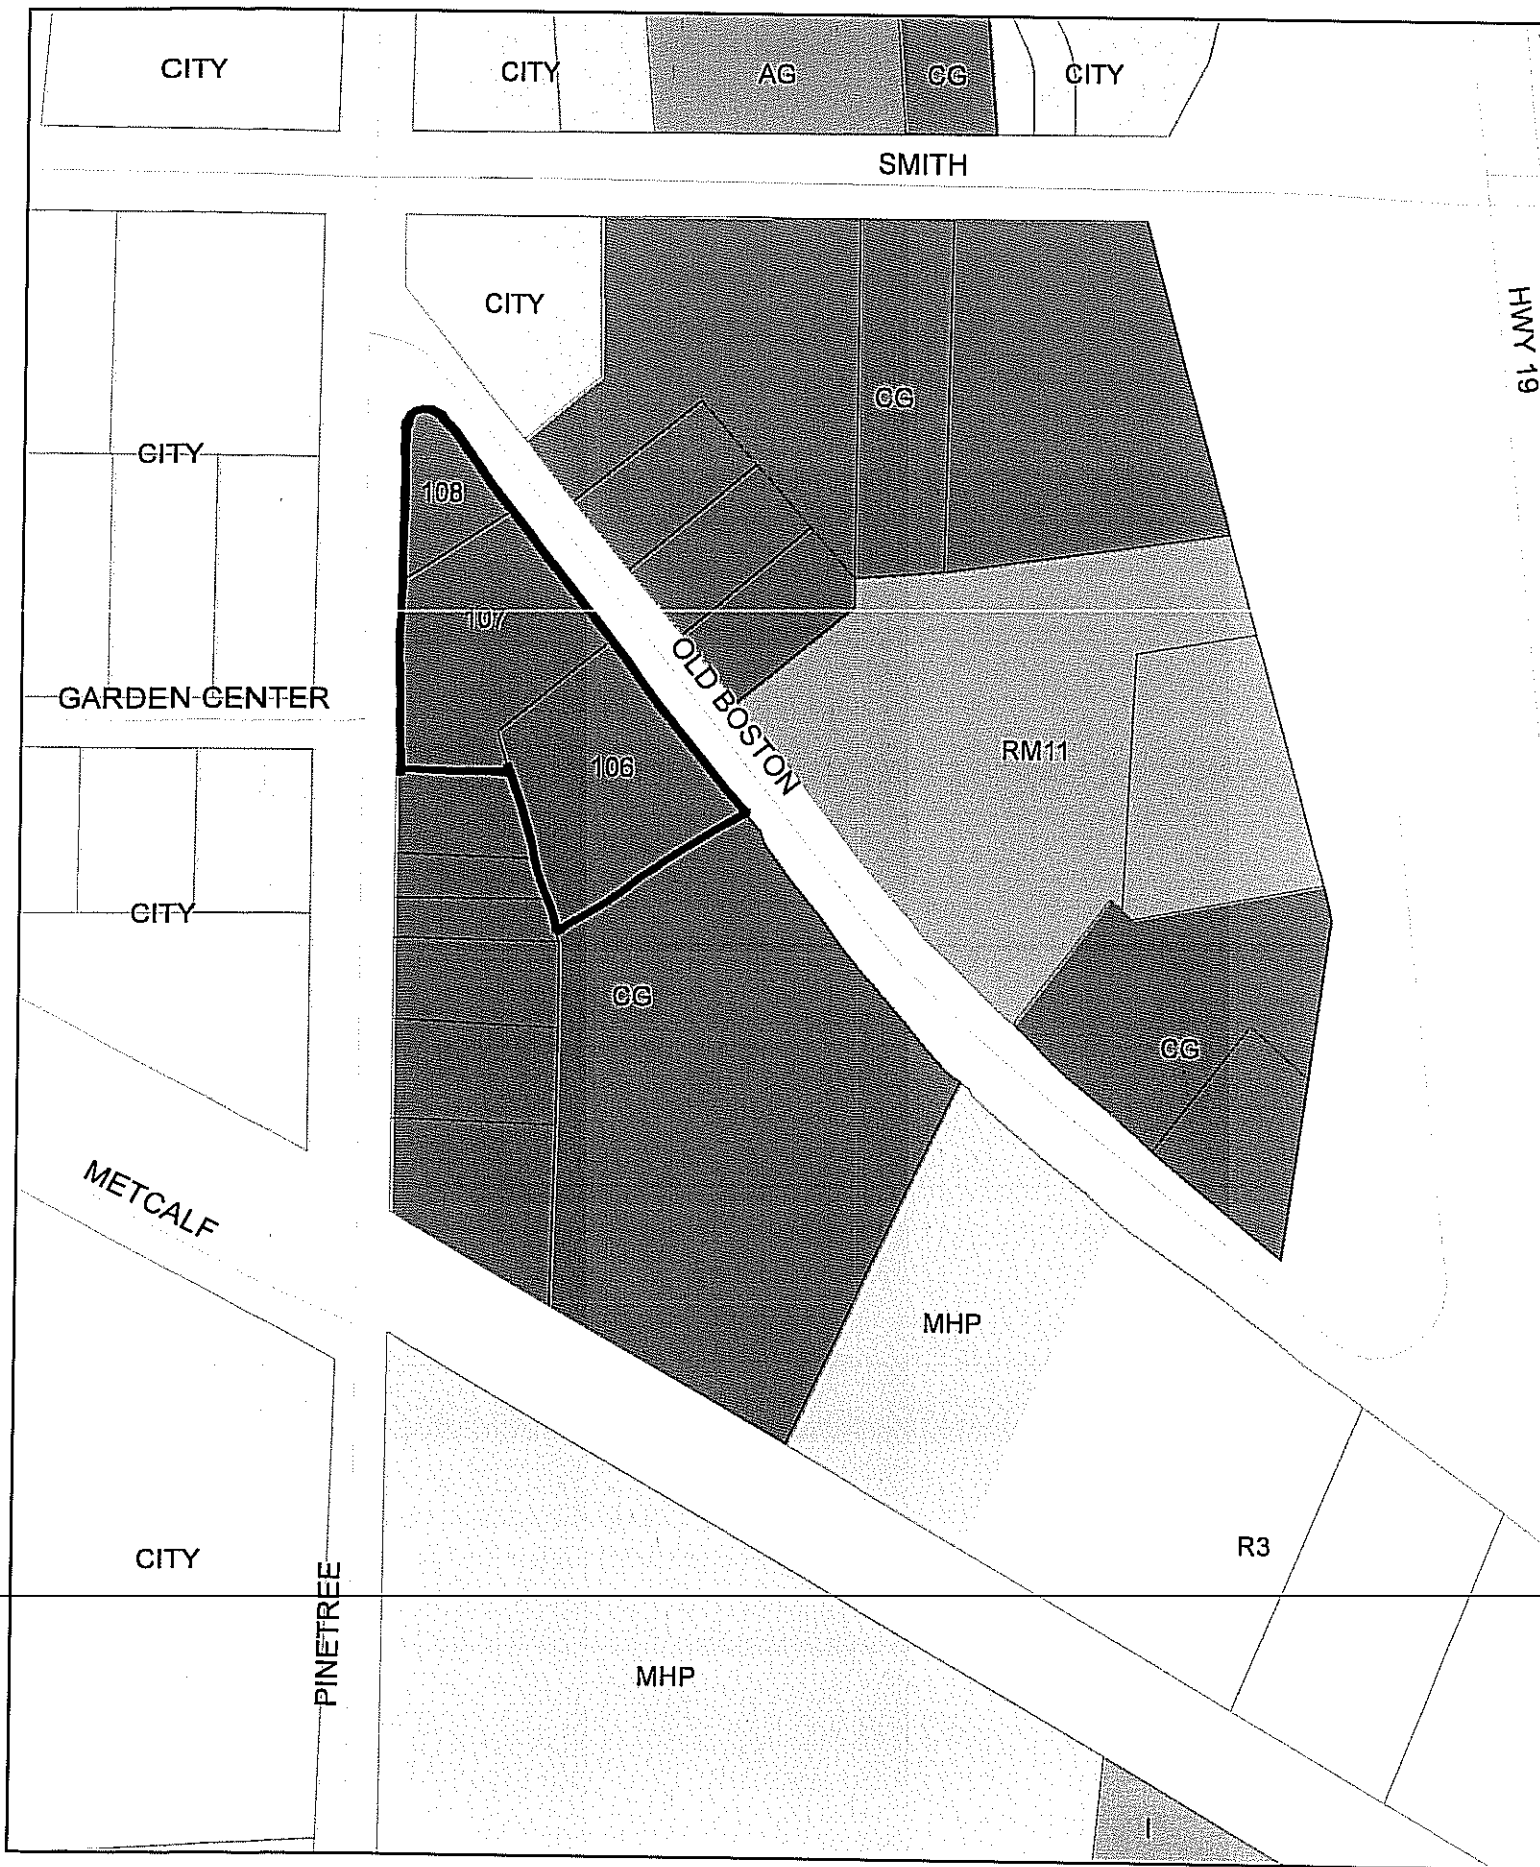 CITY
CITY
AG
CG
CITY
SMITH
HWY 19
CITY
CG
CITY
108
107
OLD BOSTON
GARDEN CENTER
RM11
106
CITY
CG
CG
METCALF
MHP
R3
CITY
PINETREE
MHP
I